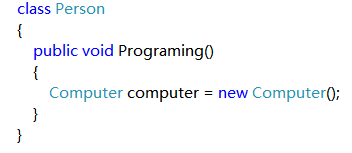 class Person
{
public void Programing()
{
Computer computer = new Computer();
}
}